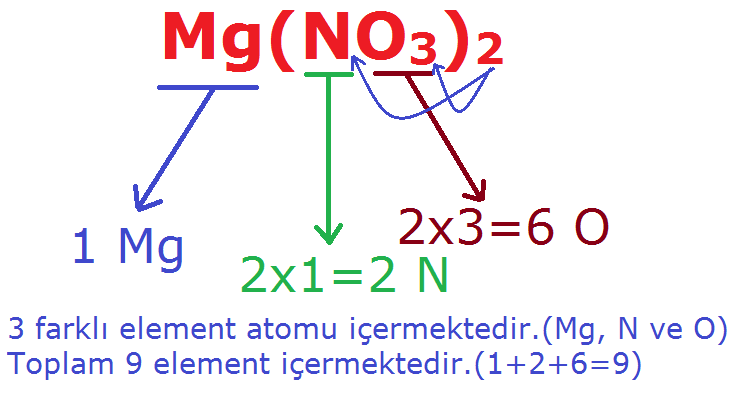 Mg(NO₃)₂
1 Mg
2x1=2 N
2x3=6 O
3 farklı element atomu içermektedir.(Mg, N ve O)
Toplam 9 element içermektedir.(1+2+6=9)